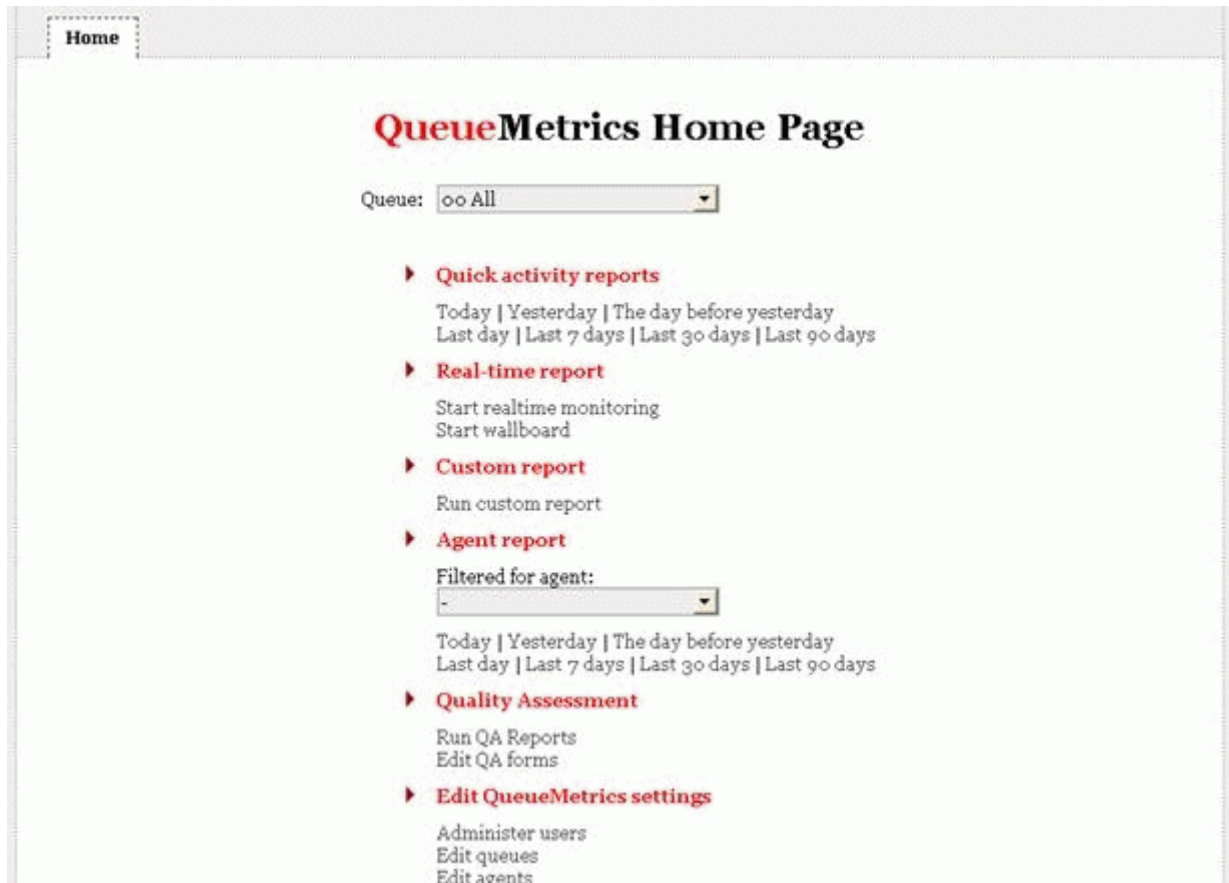 Home
QueueMetrics Home Page
Queue: 00 All
Quick activity reports
Today | Yesterday | The day before yesterday
Last day | Last 7 days | Last 30 days | Last 90 days
Real-time report
Start realtime monitoring
Start wallboard
Custom report
Run custom report
Agent report
Filtered for agent:
-
Today | Yesterday | The day before yesterday
Last day | Last 7 days | Last 30 days | Last 90 days
Quality Assessment
Run QA Reports
Edit QA forms
Edit QueueMetrics settings
Administer users
Edit queues
Edit agents